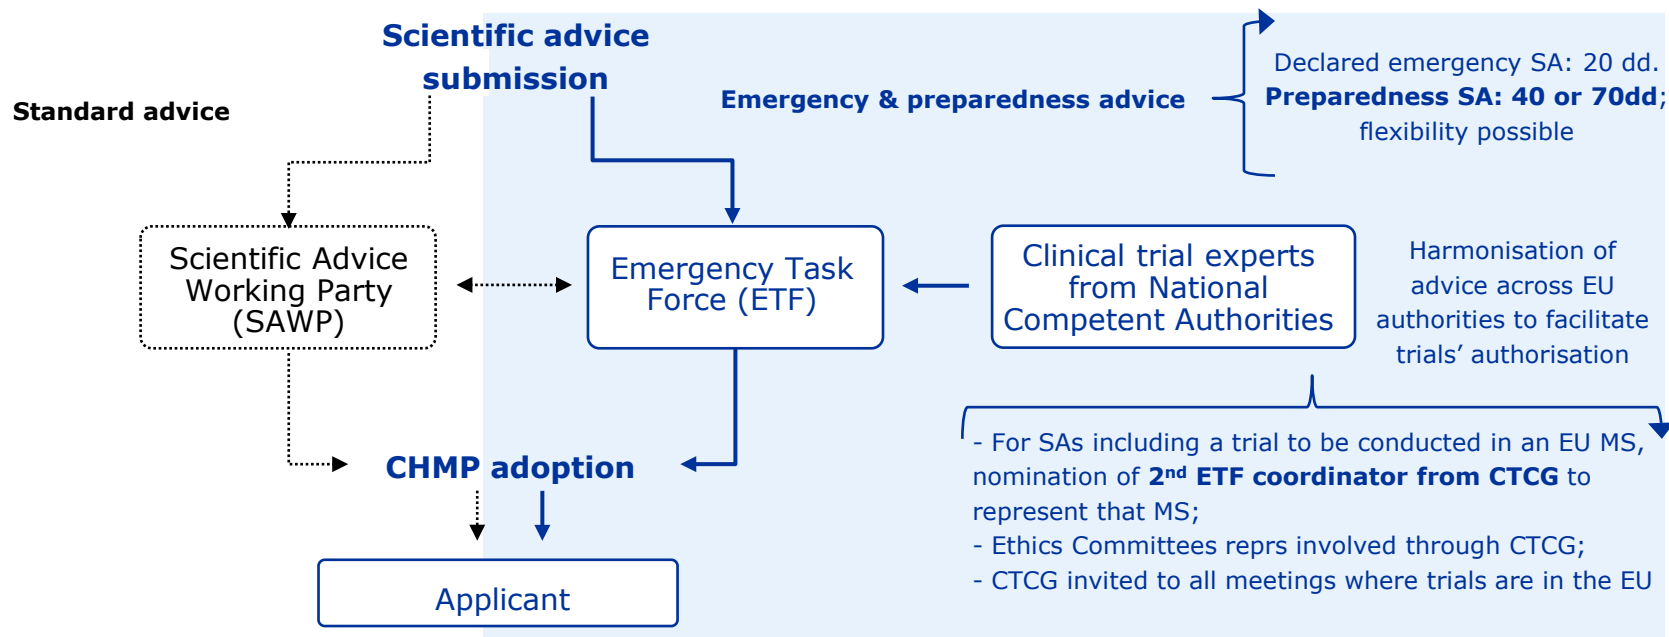 Scientific advice
submission
Standard advice
Emergency & preparedness advice
Declared emergency SA: 20 dd.
Preparedness SA: 40 or 70dd;
flexibility possible
Scientific Advice
Working Party
(SAWP)
Emergency Task
Force (ETF)
Clinical trial experts
from National
Competent Authorities
Harmonisation of
advice across EU
authorities to facilitate
trials’ authorisation
CHMP adoption
- For SAs including a trial to be conducted in an EU MS,
nomination of 2nd ETF coordinator from CTCG to
represent that MS;
- Ethics Committees reprs involved through CTCG;
- CTCG invited to all meetings where trials are in the EU
Applicant